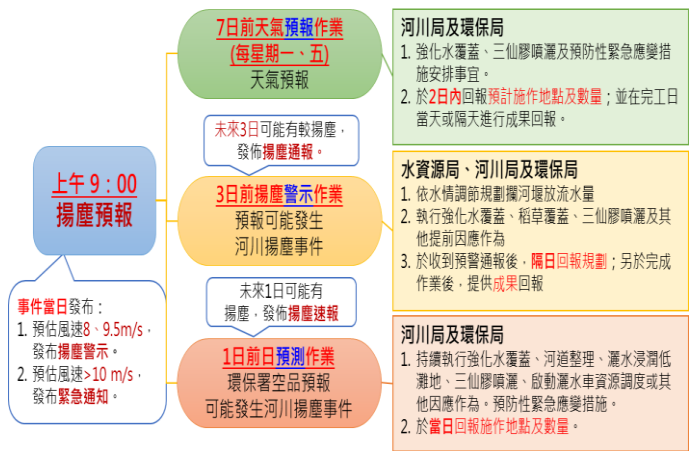 上午 9：00
揚塵預報
事件當日發布：
1. 預估風速8、9.5m/s，
發布揚塵警示。
2. 預估風速>10 m/s，
發布緊急通知。
7日前天氣預報作業
(每星期一、五)
天氣預報
河川局及環保局
1. 強化水覆蓋、三仙膠噴灑及預防性緊急應變措
施安排事宜。
2. 於2日內回報預計施作地點及數量；並在完工日
當天或隔天進行成果回報。
未來3日可能有較揚塵，
發佈揚塵通報。
3日前揚塵警示作業
預報可能發生
河川揚塵事件
水資源局、河川局及環保局
1. 依水情調節規劃攔河堰放流水量
2. 執行強化水覆蓋、稻草覆蓋、三仙膠噴灑及其
他提前因應作為
3. 於收到預警通報後，隔日回報規劃；另於完成
作業後，提供成果回報
未來1日可能有
揚塵，發佈揚塵速報
1日前日預測作業
環保署空品預報
可能發生河川揚塵事件
河川局及環保局
1. 持續執行強化水覆蓋、河道整理、灑水浸潤低
灘地、三仙膠噴灑、啟動灑水車資源調度或其
他因應作為。預防性緊急應變措施。
2. 於當日回報施作地點及數量。